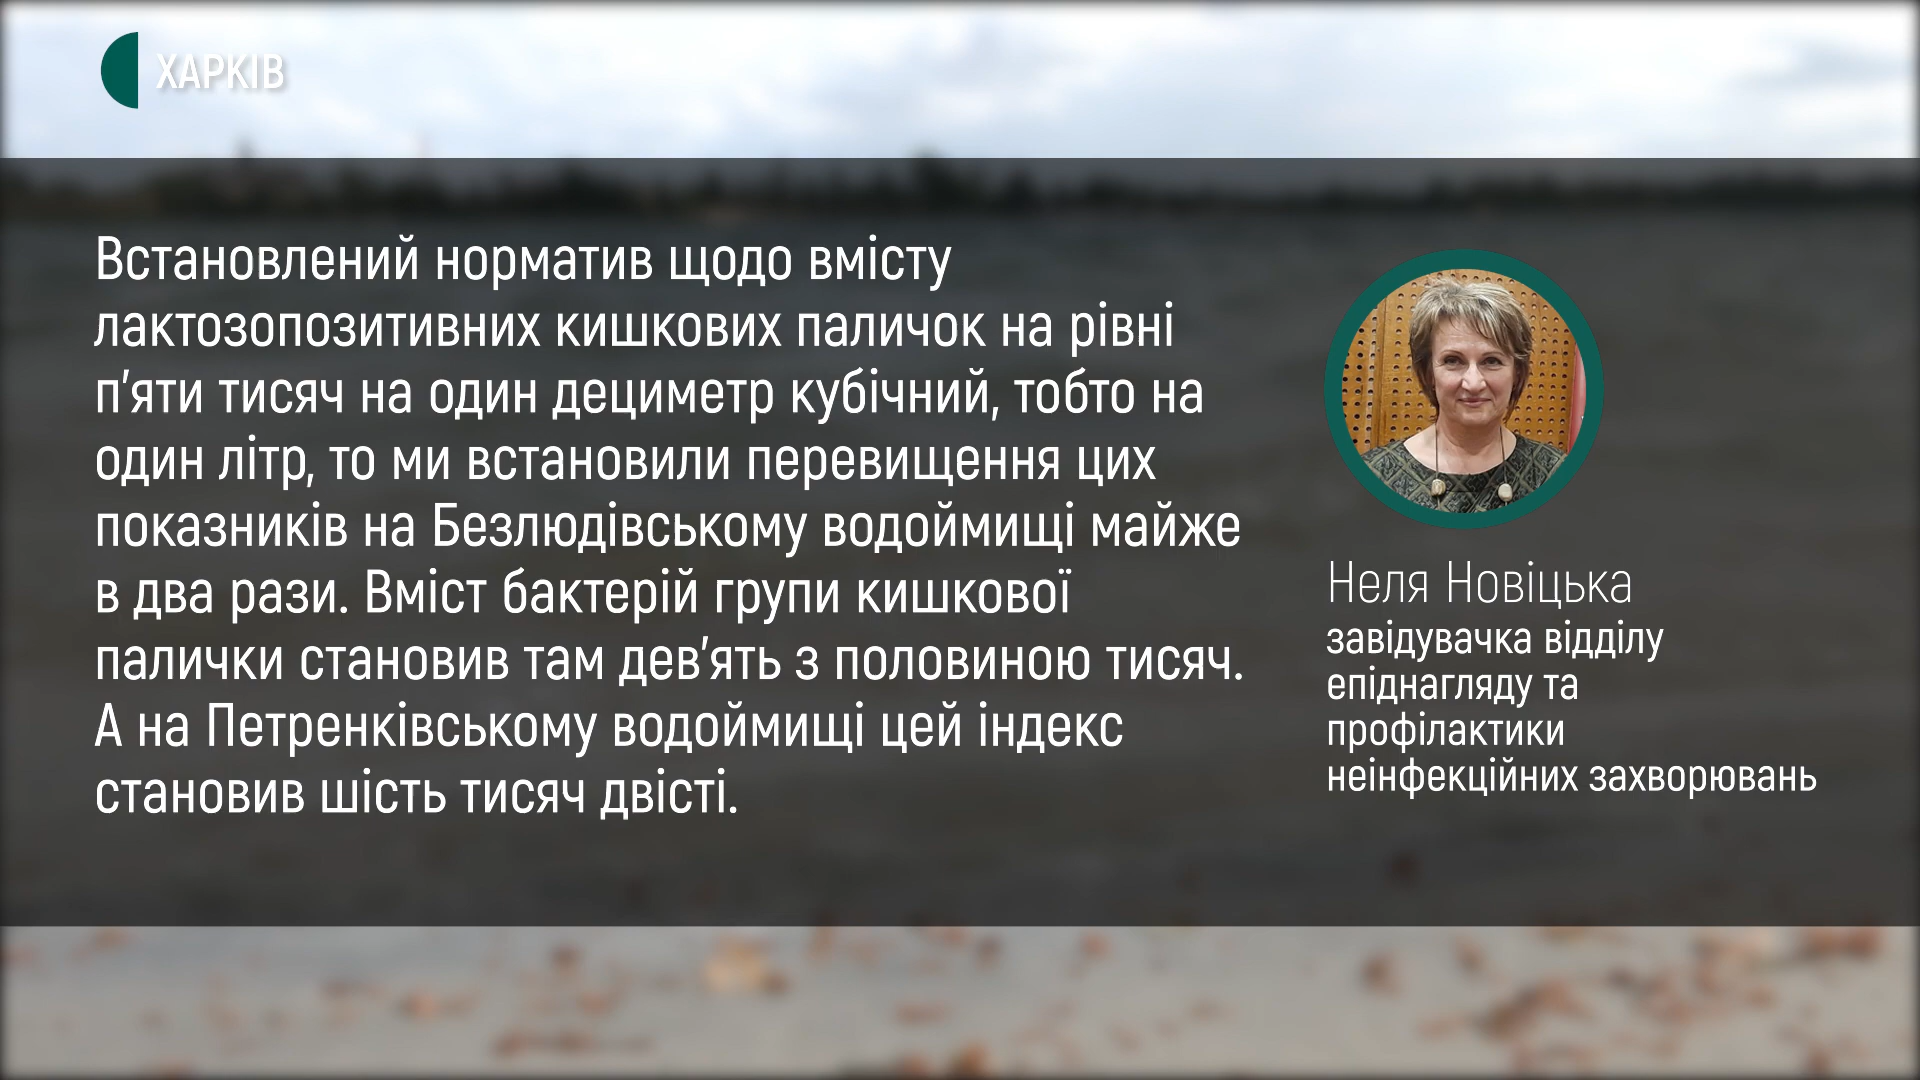 ХАРКІВ
Встановлений норматив щодо вмісту
лактозопозитивних кишкових паличок на рівні
п'яти тисяч на один дециметр кубічний, тобто на
один літр, то ми встановили перевищення цих
показників на Безлюдівському водоймищі майже
в два рази. Вміст бактерій групи кишкової
палички становив там дев'ять з половиною тисяч.
А на Петренківському водоймищі цей індекс
становив шість тисяч двісті.
Неля Новіцька
завідувачка відділу
епіднагляду та
профілактики
неінфекційних захворювань